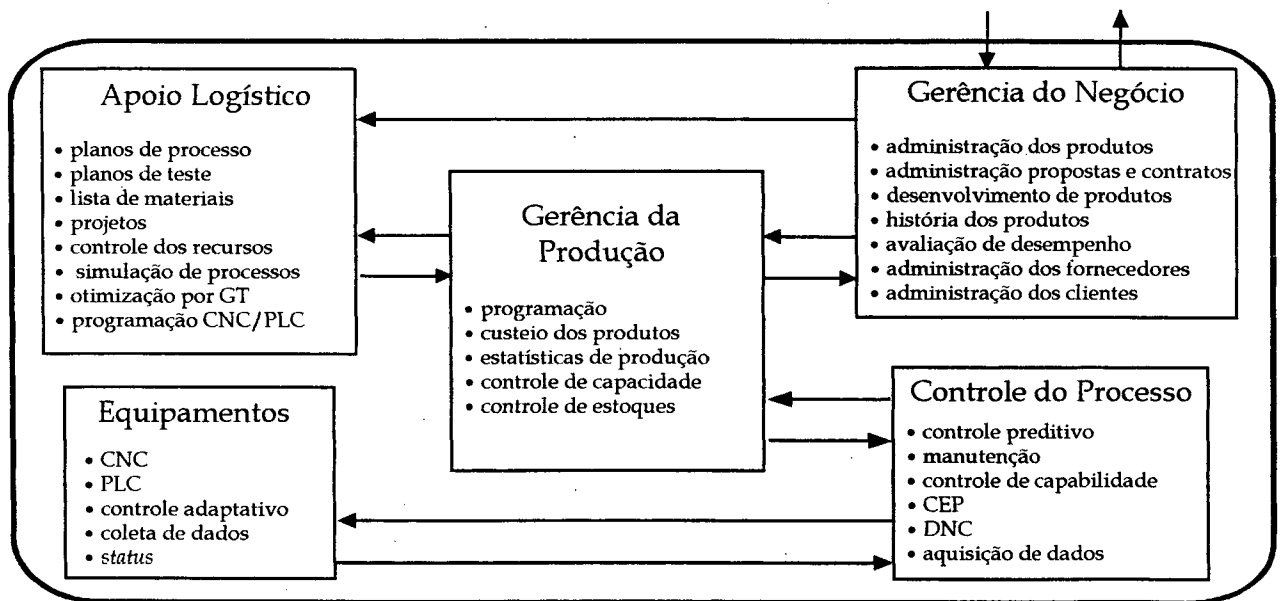 Apoio Logístico
• planos de processo
• planos de teste
• lista de materiais
• projetos
• controle dos recursos
• simulação de processos
• otimização por GT
• programação CNC/PLC
Gerência da
Produção
• programação
• custeio dos produtos
• estatísticas de produção
• controle de capacidade
• controle de estoques
Gerência do Negócio
• administração dos produtos
• administração propostas e contratos
• desenvolvimento de produtos
• história dos produtos
• avaliação de desempenho
• administração dos fornecedores
• administração dos clientes
Equipamentos
• CNC
• PLC
• controle adaptativo
• coleta de dados
• status
Controle do Processo
• controle preditivo
• manutenção
• controle de capabilidade
• CEP
• DNC
• aquisição de dados